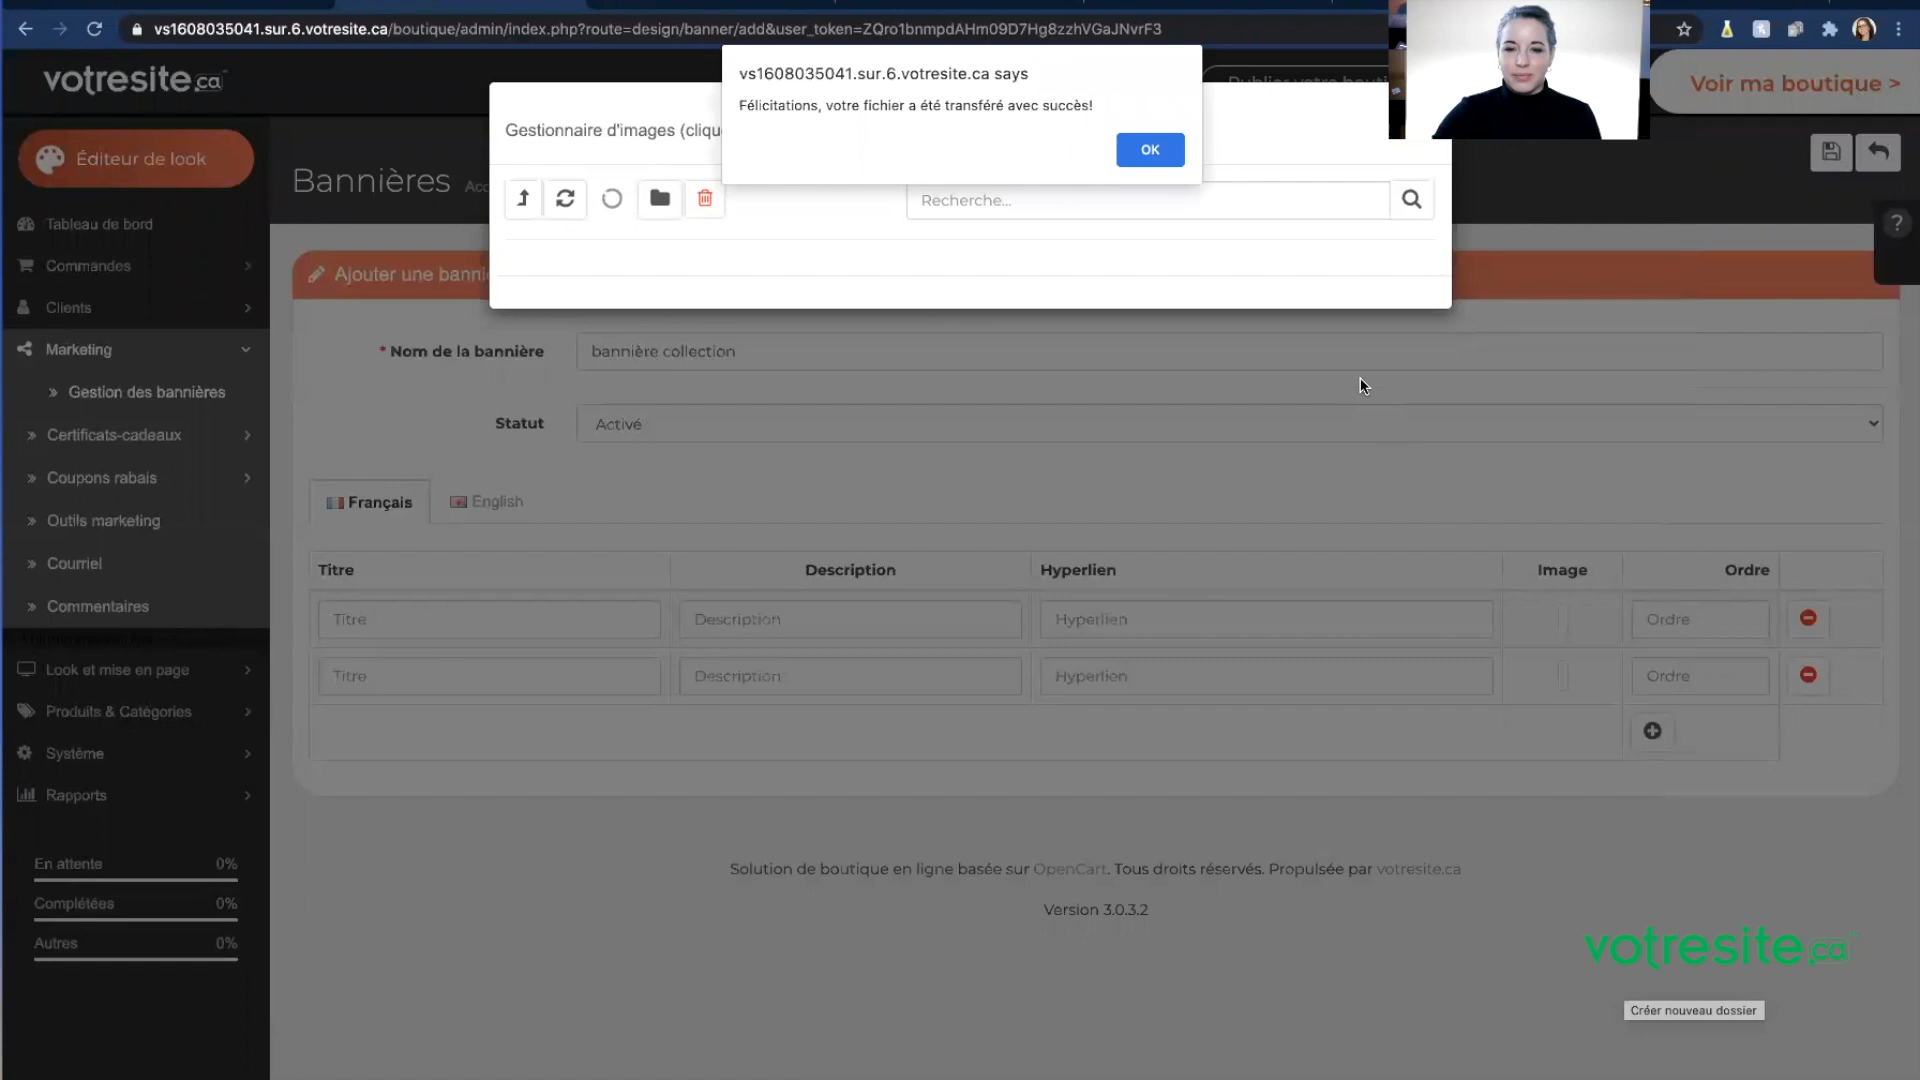 vs1608035041.sur.6.votresite.ca/boutique/admin/index.php?route=design/banner/add&user_token=ZQro1bnmpdAHm09D7Hg8zzhVGaJNvrF3
votresite.ca
vs1608035041.sur.6.votresite.ca says
Félicitations, votre fichier a été transféré avec succès!
OK
Publier votre
Voir ma boutique >
Gestionnaire d'images (cliqu
Recherche...
Éditeur de look
Bannières
Acc
Tableau de bord
Commandes
Clients
Marketing
Gestion des bannières
Certificats-cadeaux
Coupons rabais
Outils marketing
Courriel
Commentaires
Look et mise en page
Produits & Catégories
Système
Rapports
En attente 0%
Complétées 0%
Autres 0%
Ajouter une banni
* Nom de la bannière bannière collection
Statut Activé
Français English
Titre Description Hyperlien Image Ordre
Titre Description Hyperlien Ordre
Titre Description Hyperlien Ordre
Solution de boutique en ligne basée sur OpenCart. Tous droits réservés. Propulsée par votresite.ca
Version 3.0.3.2
votresite.ca
Créer nouveau dossier
?